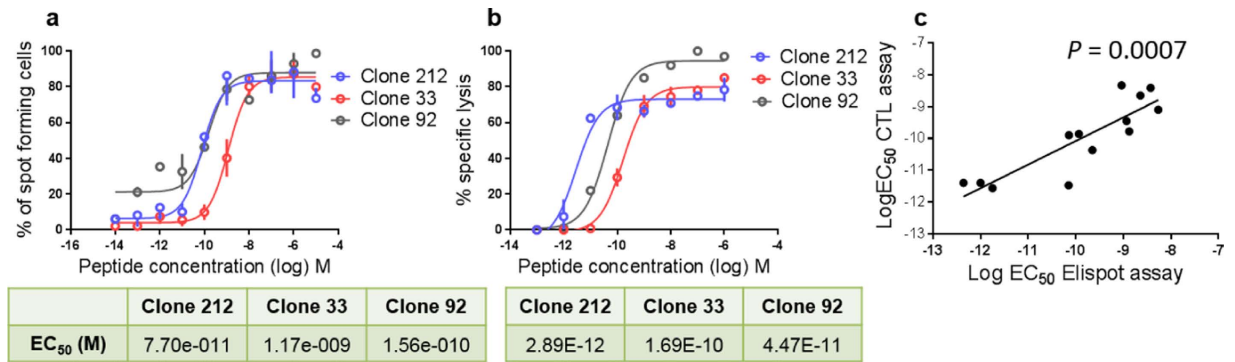 a
% of spot forming cells
100
80
60
40
20
0
-16 -14 -12 -10 -8 -6 -4
Peptide concentration (log) M
Clone 212
Clone 33
Clone 92
b
% specific lysis
100
80
60
40
20
0
-14 -12 -10 -8 -6 -4
Peptide concentration (log) M
Clone 212
Clone 33
Clone 92
c
LogEC50 CTL assay
-7
-8
-9
-10
-11
-12
-13
P = 0.0007
-13 -12 -11 -10 -9 -8 -7
Log EC50 Elispot assay
Clone 212 Clone 33 Clone 92
EC50 (M) 7.70e-011 1.17e-009 1.56e-010
Clone 212 Clone 33 Clone 92
2.89E-12 1.69E-10 4.47E-11